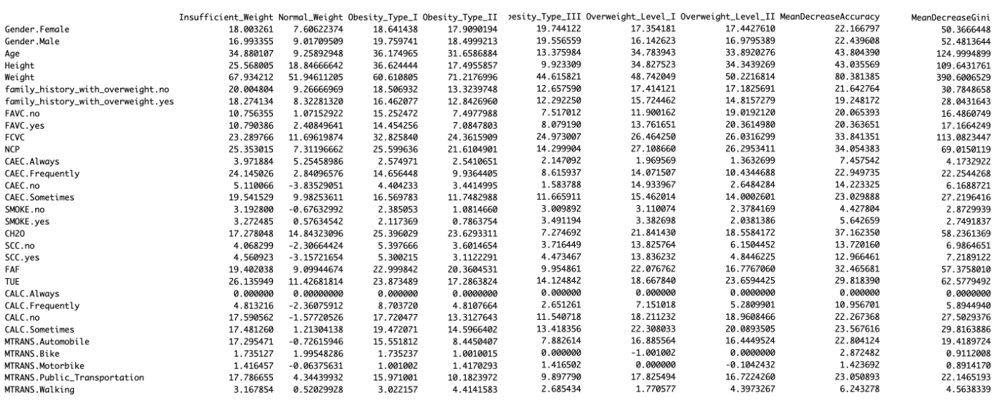 Insufficient_Weight Normal_Weight Obesity_Type_I Obesity_Type_II besity_Type_III Overweight_Level_I Overweight_Level_II MeanDecreaseAccuracy MeanDecreaseGini
Gender.Female 18.003261 7.60622374 18.641438 17.9090194 19.744122 17.354181 17.4427610 22.166797 50.3666448
Gender.Male 16.993355 9.01709509 19.759741 18.4999213 19.556559 16.142623 16.9795389 22.439608 52.4813644
Age 34.880107 9.25892948 36.174965 31.6586884 13.375984 34.783943 33.8920276 43.804390 124.9994899
Height 25.568005 18.84666642 36.624444 17.4955857 9.923309 34.827523 34.3439269 43.035569 109.6431761
Weight 67.934212 51.94611205 60.610805 71.2176996 44.615821 48.742049 50.2216814 80.381385 390.6006529
family_history_with_overweight.no 20.004804 9.26666969 18.506932 13.3239748 12.657590 17.414121 17.1825691 21.642764 30.7848658
family_history_with_overweight.yes 18.274134 8.32281320 16.462077 12.8426960 12.292250 15.724462 14.8157279 19.248172 28.0431643
FAVC.no 10.756355 1.07152922 15.252472 7.4977988 7.517012 11.900162 19.0192120 20.065393 16.4860749
FAVC.yes 10.790386 2.40849641 14.454256 7.0847803 8.079190 13.761651 20.3614980 20.363651 17.1664249
FCVC 23.289766 11.69619874 32.825840 24.3615909 24.973007 26.464250 26.0316299 33.841351 113.0823447
NCP 25.353015 7.31196662 25.599636 21.6104901 14.299904 27.108660 26.2953411 34.054383 69.0150119
CAEC.Always 3.971884 5.25458986 2.574971 2.5410651 2.147092 1.969569 1.3632699 7.457542 4.1732922
CAEC.Frequently 24.145026 2.84096576 14.656448 9.9364405 8.615937 14.071507 10.4344688 22.949735 22.2544268
CAEC.no 5.110066 -3.83529051 4.404233 3.4414995 1.583788 14.933967 2.6484284 14.223325 6.1688721
CAEC.Sometimes 19.541529 9.98253611 16.569783 11.7482988 11.665911 15.462014 14.0002601 23.029888 27.2196416
SMOKE.no 3.192800 -0.67632992 2.385053 1.0814660 3.009892 3.110074 2.3784169 4.427804 2.8729939
SMOKE.yes 3.272485 0.57634542 2.117369 0.7863754 3.491194 3.382698 2.0381386 5.642659 2.7491837
CH2O 17.278048 14.84323096 25.396029 23.6293311 7.274692 21.841430 18.5584172 37.162350 58.2361369
SCC.no 4.068299 -2.30664424 5.397666 3.6014654 3.716449 13.825764 6.1504452 13.720160 6.9864651
SCC.yes 4.560923 -3.15721654 5.300215 3.1122291 4.473467 13.836232 4.8446225 12.966461 7.2189122
FAF 19.402038 9.09944674 22.999842 20.3604531 9.954861 22.076762 16.7767060 32.465681 57.3758010
TUE 26.135949 11.42681814 23.873489 17.2863824 14.124842 18.667840 23.6594425 29.818390 62.5779492
CALC.Always 0.000000 0.00000000 0.000000 0.0000000 0.000000 0.000000 0.0000000 0.000000 0.0000000
CALC.Frequently 4.813216 -2.36075912 8.703720 4.8107664 2.651261 7.151018 5.2809901 10.956701 5.8944940
CALC.no 17.590562 -1.57720526 17.720477 13.3127643 11.540718 18.211232 18.9608466 22.267368 27.5029376
CALC.Sometimes 17.481260 1.21304138 19.472071 14.5966402 13.418356 22.308033 20.0893505 23.567616 29.8163886
MTRANS.Automobile 17.295471 -0.72615946 15.551812 8.4450407 7.882614 16.885564 16.4449524 22.804124 19.4189724
MTRANS.Bike 1.735127 1.99548286 1.735237 1.0010015 0.000000 -1.001002 0.0000000 2.872482 0.9112008
MTRANS.Motorbike 1.416457 -0.06375631 1.001002 1.4170293 1.416502 0.000000 -0.1042432 1.423692 0.8914170
MTRANS.Public_Transportation 17.786655 4.34439932 15.971001 10.1823972 9.897790 17.825494 16.7224260 23.050893 22.1465193
MTRANS.Walking 3.167854 0.52029928 3.022157 4.4141583 2.685434 1.770577 4.3973267 6.243278 4.5638339